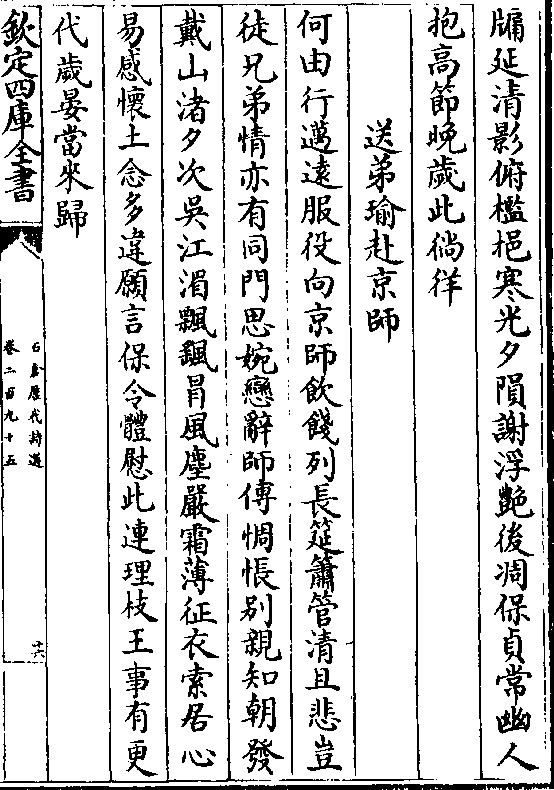 牖延清影俯檻挹寒光夕隕謝浮艷後凋保貞常幽人
抱高節晚歲此徜徉
送弟瑜赴京師
何由行邁遠服役向京師飲餞列長筵簫管清且悲豈
徒兄弟情亦有同門思婉戀辭師傅惆悵别親知朝發
戴山渚夕次吳江湄飄飄冒風塵嚴霜薄征衣索居心
易感懷土念多違願言保令體慰此連理枝王事有更
代歲晏當來歸
欽定四庫全書
石倉歷代詩選
卷二百九十五
十六